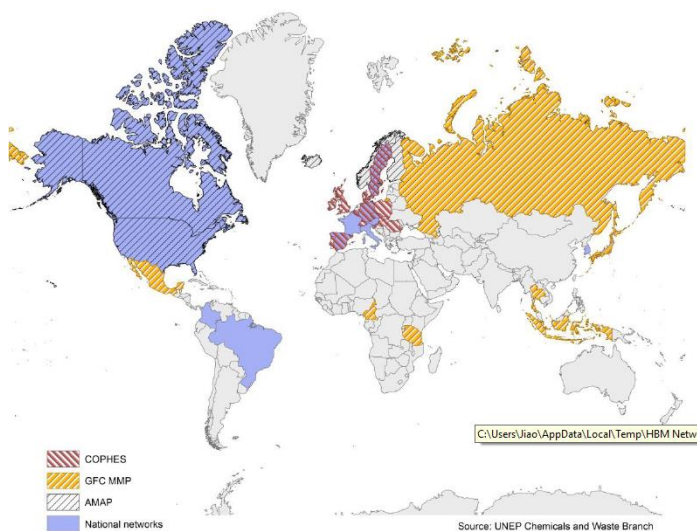 C:\Users\Jiao\AppData\Local\Temp\HBM Netw
COPHES
GFC MMP
AMAP
National networks
Source: UNEP Chemicals and Waste Branch